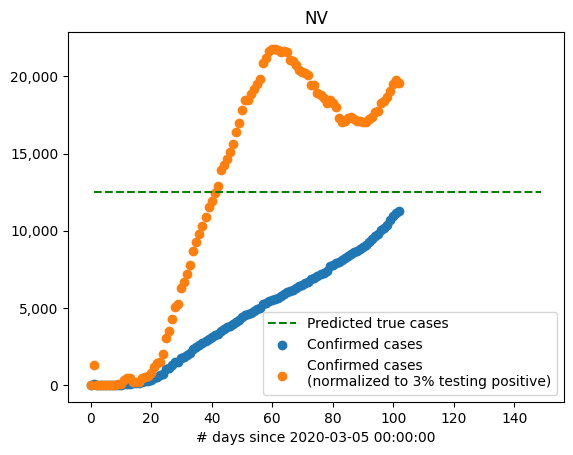 NV
20,000
15,000
10,000
5,000
0
Predicted true cases
Confirmed cases
Confirmed cases
(normalized to 3% testing positive)
0 20 40 60 80 100 120 140
# days since 2020-03-05 00:00:00